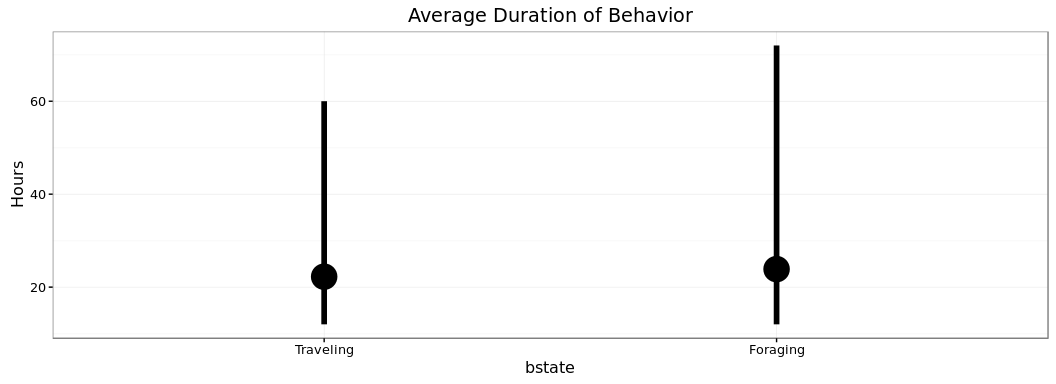 Average Duration of Behavior
Hours
60
40
20
Traveling
Foraging
bstate